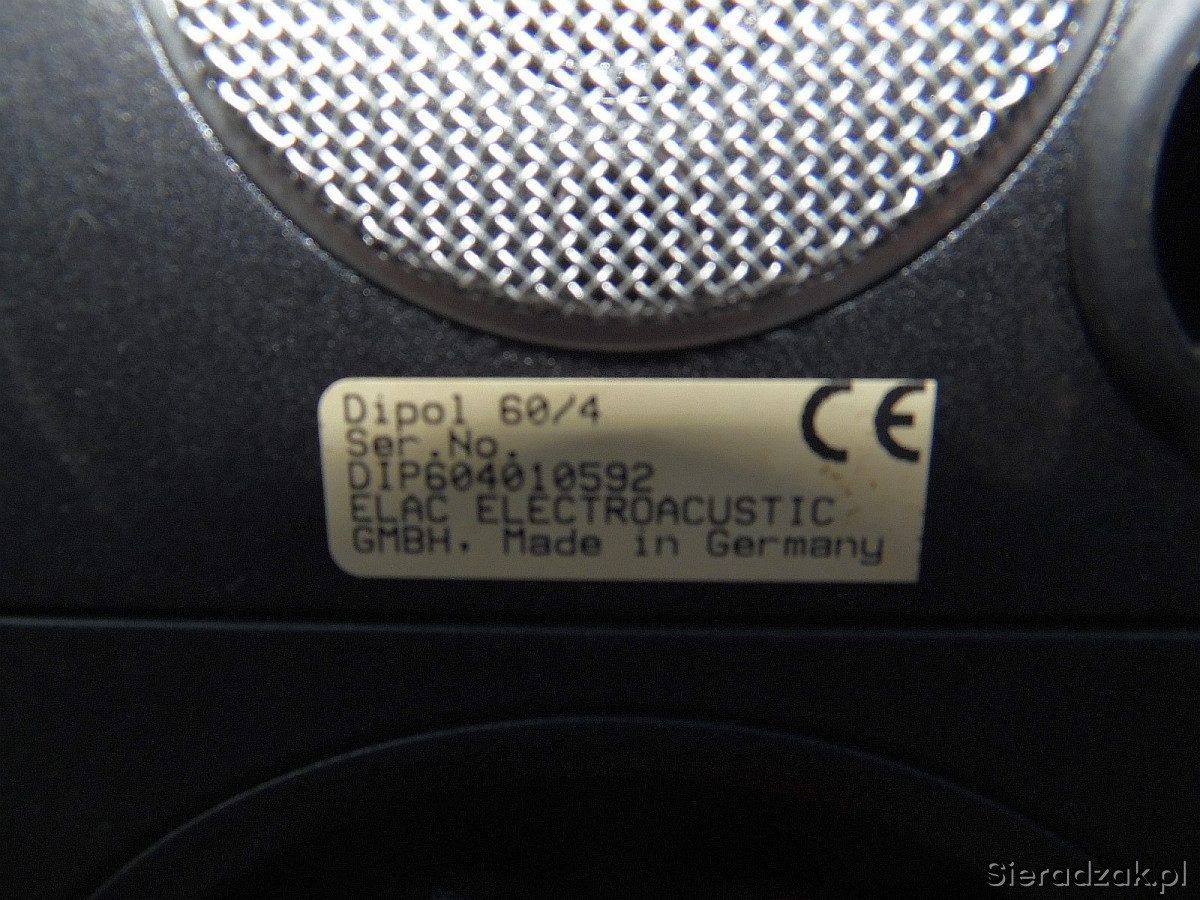 Dipol 60/4
CE
Ser.No.
DIP604010592
ELAC ELECTROACUSTIC
GMBH. Made in Germany
Sieradzak.pl